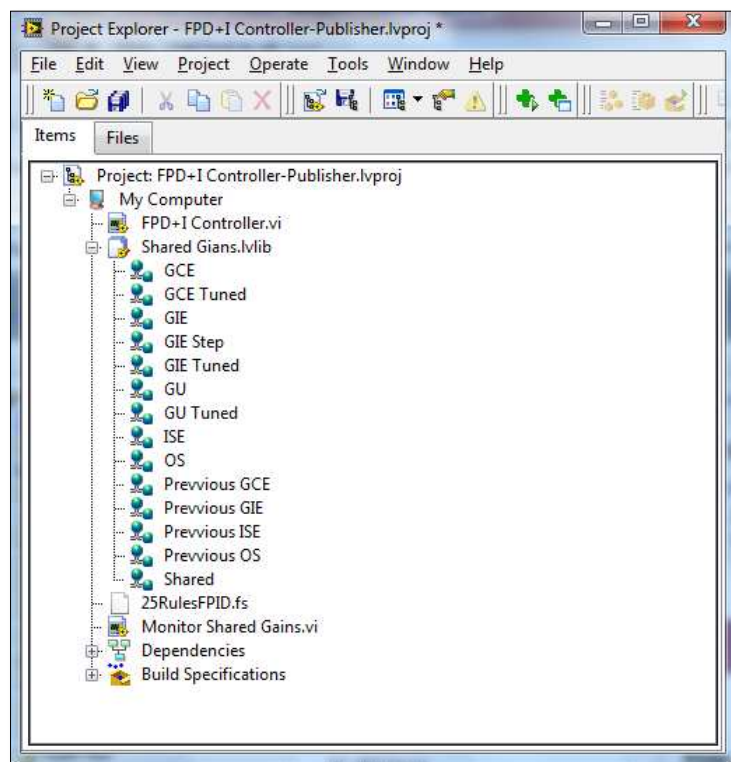 Project Explorer - FPD+I Controller-Publisher.lvproj *
File Edit View Project Operate Tools Window Help
Items Files
Project: FPD+I Controller-Publisher.lvproj
My Computer
FPD+I Controller.vi
Shared Gians.lvlib
GCE
GCE Tuned
GIE
GIE Step
GIE Tuned
GU
GU Tuned
ISE
OS
Prevvious GCE
Prevvious GIE
Prevvious ISE
Prevvious OS
Shared
25RulesFPID.fs
Monitor Shared Gains.vi
Dependencies
Build Specifications